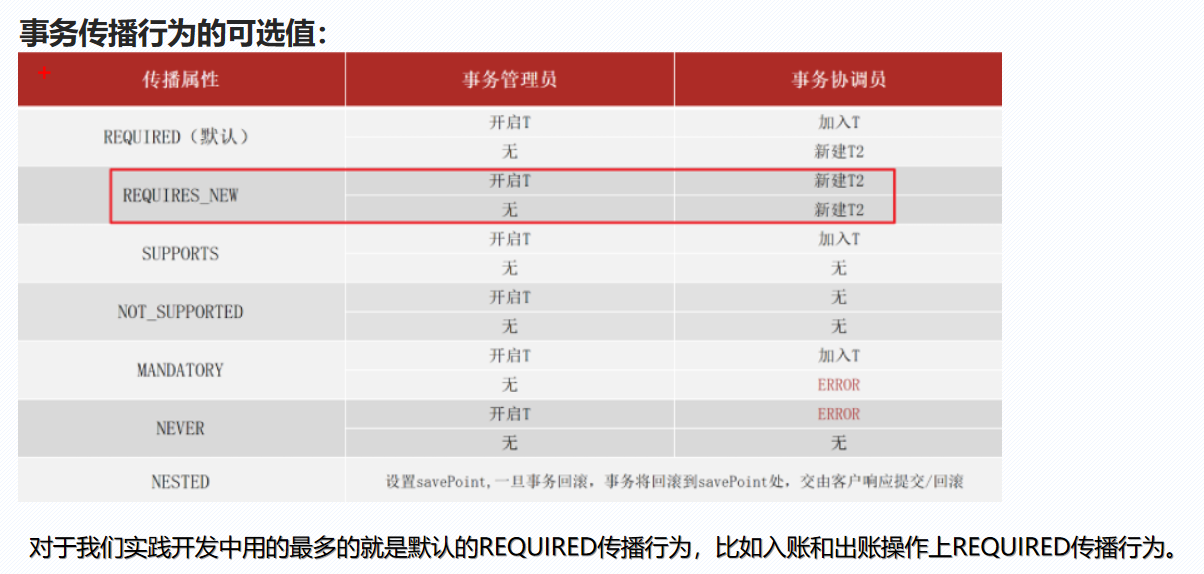 事务传播行为的可选值：
传播属性 事务管理员 事务协调员
REQUIRED（默认） 开启T 加入T
无 新建T2
REQUIRES_NEW 开启T 新建T2
无 新建T2
SUPPORTS 开启T 加入T
无 无
NOT_SUPPORTED 开启T 无
无 无
MANDATORY 开启T 加入T
无 ERROR
NEVER 开启T ERROR
无 无
NESTED 设置savePoint,一旦事务回滚，事务将回滚到savePoint处，交由客户响应提交/回滚
对于我们实践开发中用的最多的就是默认的REQUIRED传播行为，比如入账和出账操作上REQUIRED传播行为。